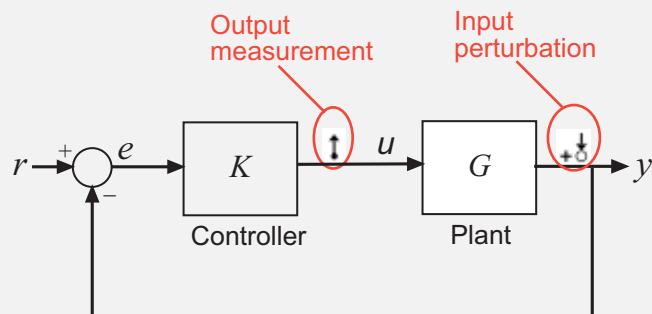 Output
measurement
Input
perturbation
r + e K u G + y
−
Controller
Plant